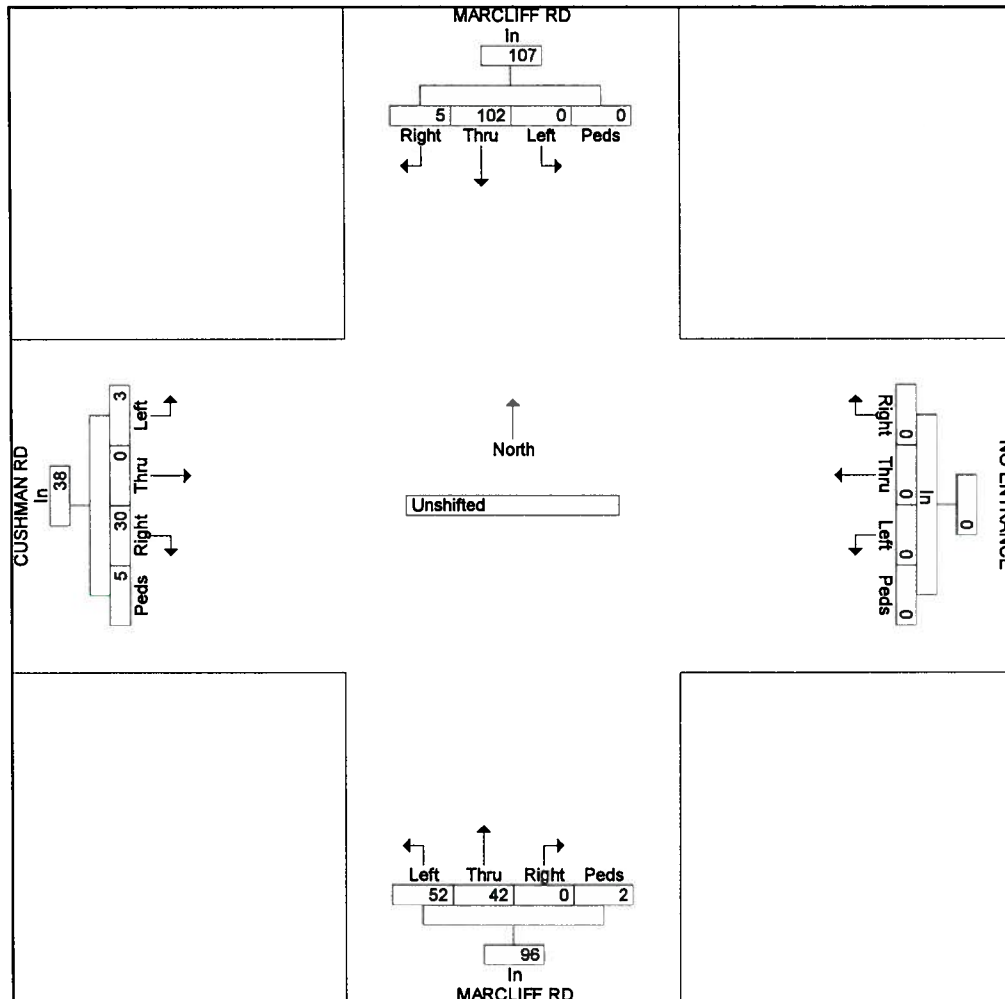 MARCLIFF RD
In
107
5 102 0 0
Right Thru Left Peds
CUSHMAN RD
In
38
3 0 30 5
Left Thru Right Peds
North
Unshifted
Right Thru Left Peds
0 0 0 0
In
0
NO ENTRANCE
Left Thru Right Peds
52 42 0 2
96
In
MARCLIFF RD